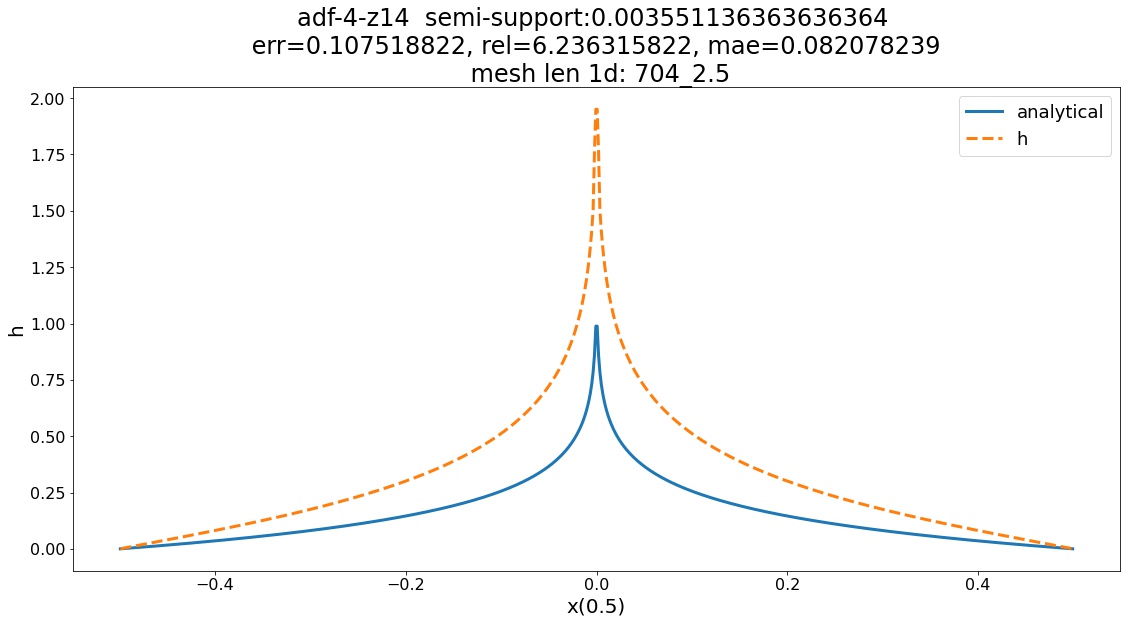 adf-4-z14  semi-support:0.003551136363636364
err=0.107518822, rel=6.236315822, mae=0.082078239
mesh len 1d: 704_2.5
analytical
h
2.00
1.75
1.50
1.25
1.00
0.75
0.50
0.25
0.00
h
−0.4
−0.2
0.0
0.2
0.4
x(0.5)